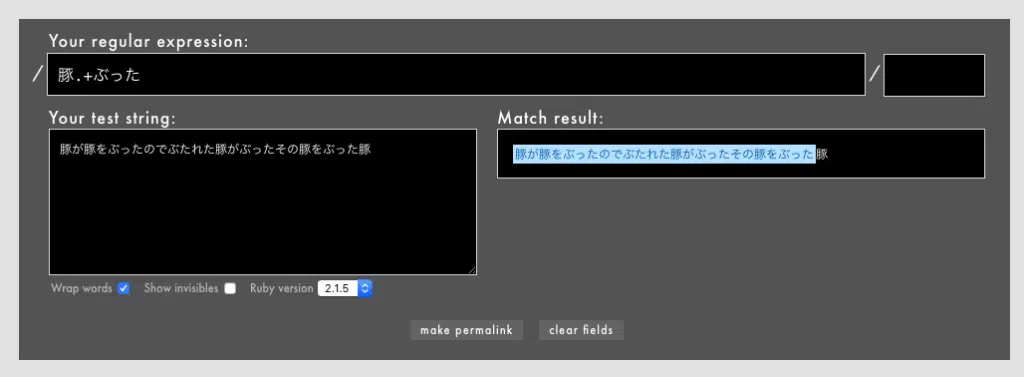 Your regular expression:
/ 豚.+ぶった /
Your test string:
豚が豚をぶったのでぶたれた豚がぶったその豚をぶった豚
Match result:
豚が豚をぶったのでぶたれた豚がぶったその豚をぶった豚
Wrap words Show invisibles Ruby version 2.1.5
make permalink clear fields